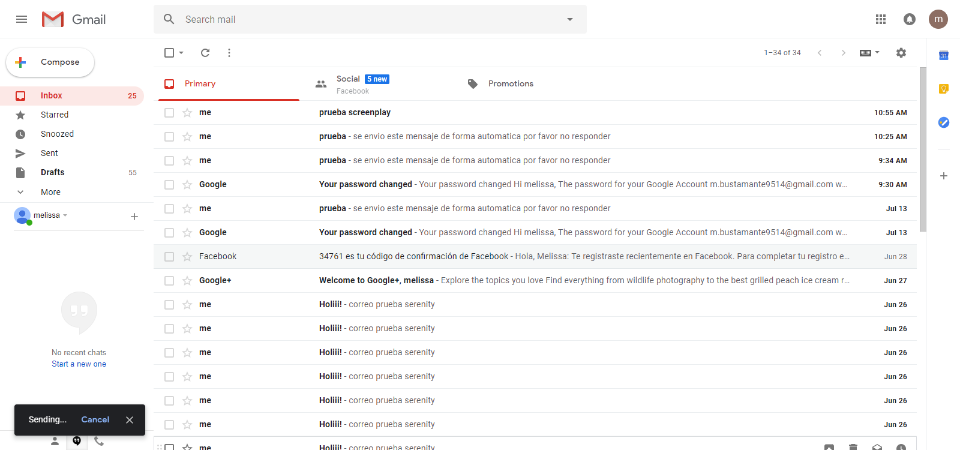 Gmail
Search mail
m
Compose
1–34 of 34
31
Primary
Social 5 new
Facebook
Promotions
Inbox 25
Starred
Snoozed
Sent
Drafts 55
More
melissa
me prueba screenplay 10:55 AM
me prueba - se envio este mensaje de forma automatica por favor no responder 10:25 AM
me prueba - se envio este mensaje de forma automatica por favor no responder 9:34 AM
Google Your password changed - Your password changed Hi melissa, The password for your Google Account m.bustamante9514@gmail.com w... 9:30 AM
me prueba - se envio este mensaje de forma automatica por favor no responder Jul 13
Google Your password changed - Your password changed Hi melissa, The password for your Google Account m.bustamante9514@gmail.com w... Jul 13
Facebook 34761 es tu código de confirmación de Facebook - Hola, Melissa: Te registraste recientemente en Facebook. Para completar tu registro e... Jun 28
Google+ Welcome to Google+, melissa - Explore the topics you love Find everything from wildlife photography to the best grilled peach ice cream r... Jun 27
me Holiii! - correo prueba serenity Jun 26
me Holiii! - correo prueba serenity Jun 26
me Holiii! - correo prueba serenity Jun 26
me Holiii! - correo prueba serenity Jun 26
me Holiii! - correo prueba serenity Jun 26
me Holiii! - correo prueba serenity Jun 26
me Holiii! - correo prueba serenity
No recent chats
Start a new one
Sending... Cancel